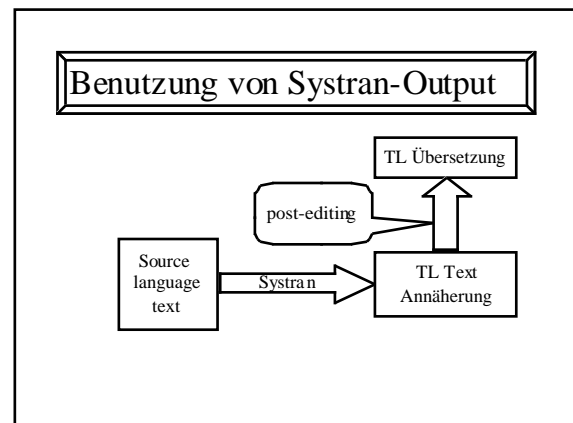 Benutzung von Systran-Output
TL Übersetzung
post-editing
Source
language
text
Systran
TL Text
Annäherung